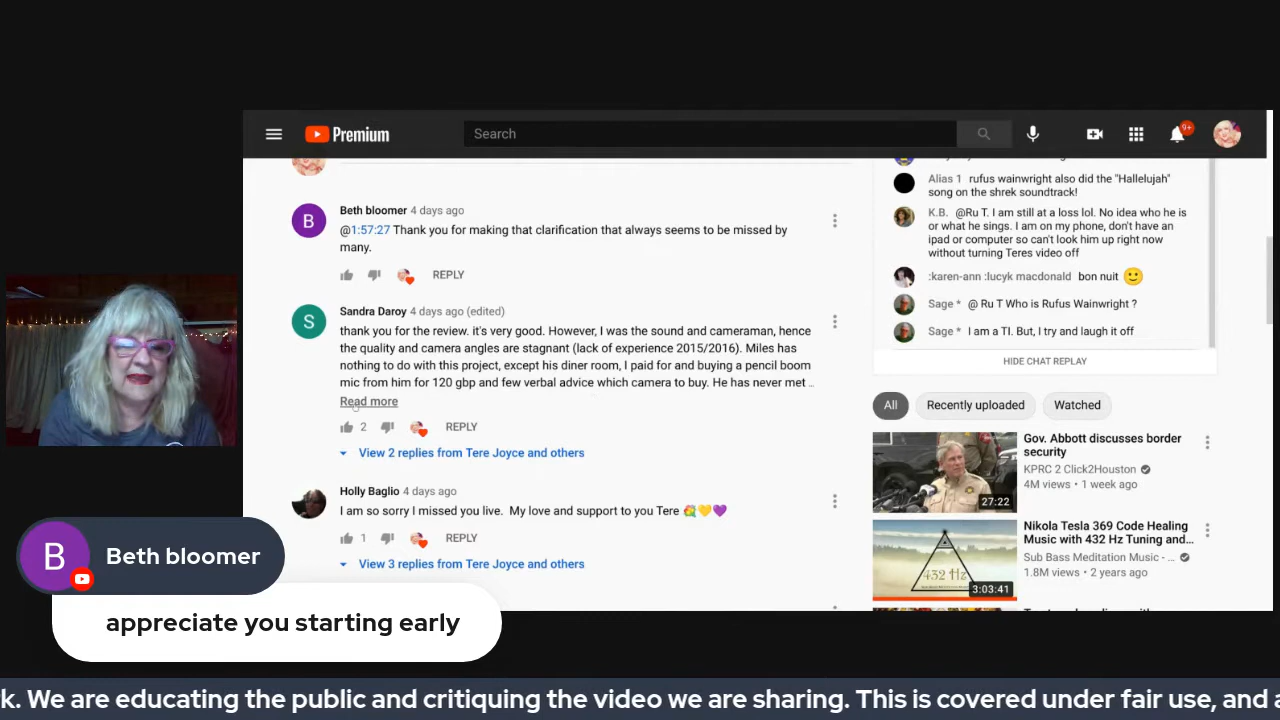 Premium
Search
9+
Beth bloomer 4 days ago
@1:57:27 Thank you for making that clarification that always seems to be missed by
many.
REPLY
S
Sandra Daroy 4 days ago (edited)
thank you for the review. it's very good. However, I was the sound and cameraman, hence
the quality and camera angles are stagnant (lack of experience 2015/2016). Miles has
nothing to do with this project, except his diner room, I paid for and buying a pencil boom
mic from him for 120 gbp and few verbal advice which camera to buy. He has never met ...
Read more
2 REPLY
View 2 replies from Tere Joyce and others
Holly Baglio 4 days ago
I am so sorry I missed you live. My love and support to you Tere 💐💛💜
1 REPLY
View 3 replies from Tere Joyce and others
Alias 1 rufus wainwright also did the "Hallelujah"
song on the shrek soundtrack!
K.B. @Ru T. I am still at a loss lol. No idea who he is
or what he sings. I am on my phone, don't have an
ipad or computer so can't look him up right now
without turning Teres video off
:karen-ann :lucyk macdonald bon nuit 🙂
Sage * @ Ru T Who is Rufus Wainwright ?
Sage * I am a TI. But, I try and laugh it off
HIDE CHAT REPLAY
All Recently uploaded Watched
Gov. Abbott discusses border
security
KPRC 2 Click2Houston
4M views • 1 week ago
27:22
Nikola Tesla 369 Code Healing
Music with 432 Hz Tuning and...
Sub Bass Meditation Music - ...
1.8M views • 2 years ago
432 Hz
3:03:41
B
Beth bloomer
appreciate you starting early
k. We are educating the public and critiquing the video we are sharing. This is covered under fair use, and a